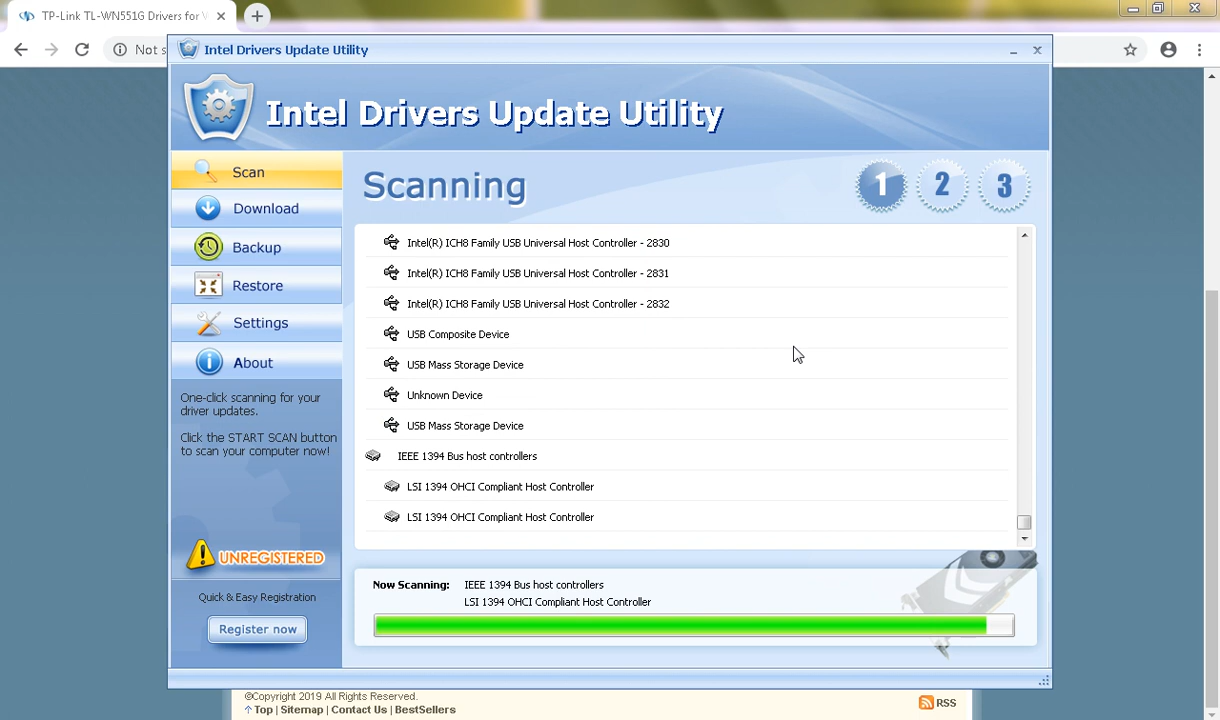 TP-Link TL-WN551G Drivers for
Not s
Intel Drivers Update Utility
Intel Drivers Update Utility
Scan
Download
Backup
Restore
Settings
About
One-click scanning for your
driver updates.
Click the START SCAN button
to scan your computer now!
UNREGISTERED
Quick & Easy Registration
Register now
Scanning
1
2
3
Intel(R) ICH8 Family USB Universal Host Controller - 2830
Intel(R) ICH8 Family USB Universal Host Controller - 2831
Intel(R) ICH8 Family USB Universal Host Controller - 2832
USB Composite Device
USB Mass Storage Device
Unknown Device
USB Mass Storage Device
IEEE 1394 Bus host controllers
LSI 1394 OHCI Compliant Host Controller
LSI 1394 OHCI Compliant Host Controller
Now Scanning: IEEE 1394 Bus host controllers
LSI 1394 OHCI Compliant Host Controller
©Copyright 2019 All Rights Reserved.
Top | Sitemap | Contact Us | BestSellers
RSS